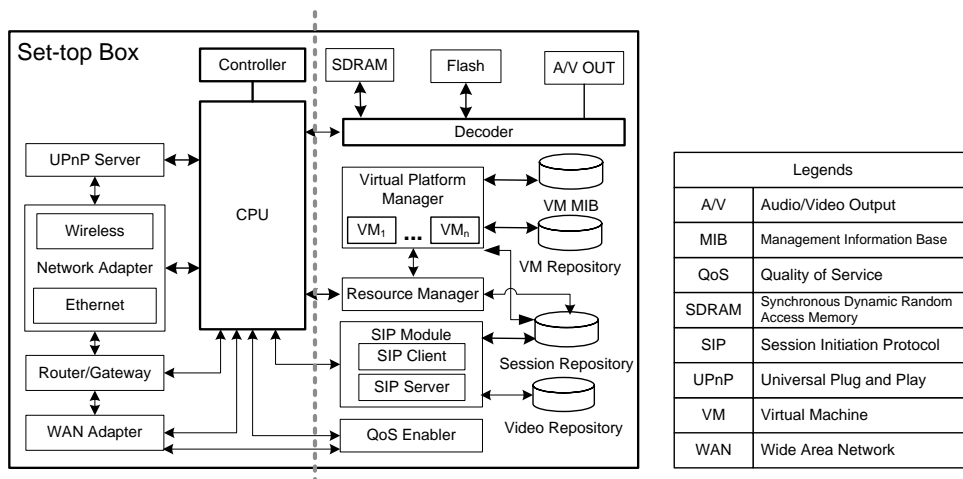 Set-top Box
Controller
SDRAM
Flash
A/V OUT
Decoder
UPnP Server
CPU
Wireless
Network Adapter
Ethernet
Router/Gateway
WAN Adapter
Virtual Platform
Manager
VM1 ... VMn
VM MIB
VM Repository
Resource Manager
SIP Module
SIP Client
SIP Server
Session Repository
Video Repository
QoS Enabler
Legends
A/V Audio/Video Output
MIB Management Information Base
QoS Quality of Service
SDRAM Synchronous Dynamic Random
Access Memory
SIP Session Initiation Protocol
UPnP Universal Plug and Play
VM Virtual Machine
WAN Wide Area Network